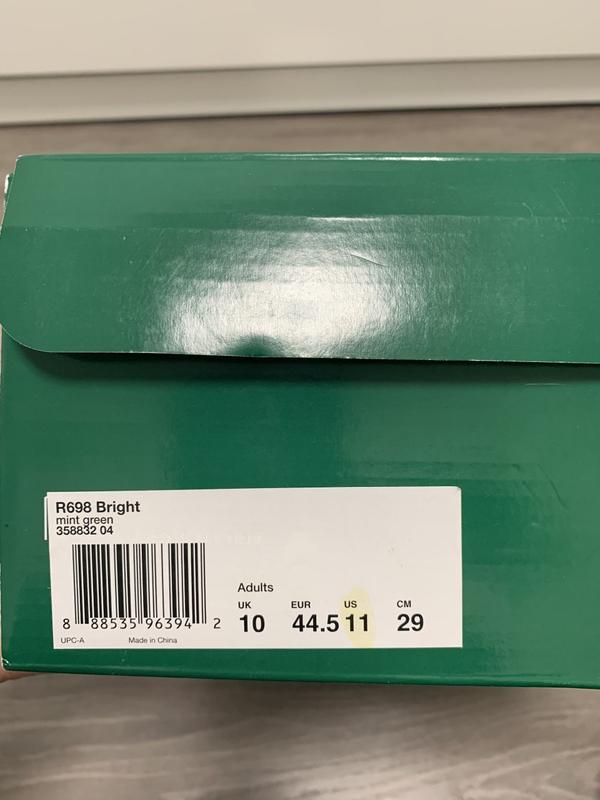 R698 Bright
mint green
358832 04
8 88535 96394 2
UPC-A Made in China
Adults
UK EUR US CM
10 44.5 11 29